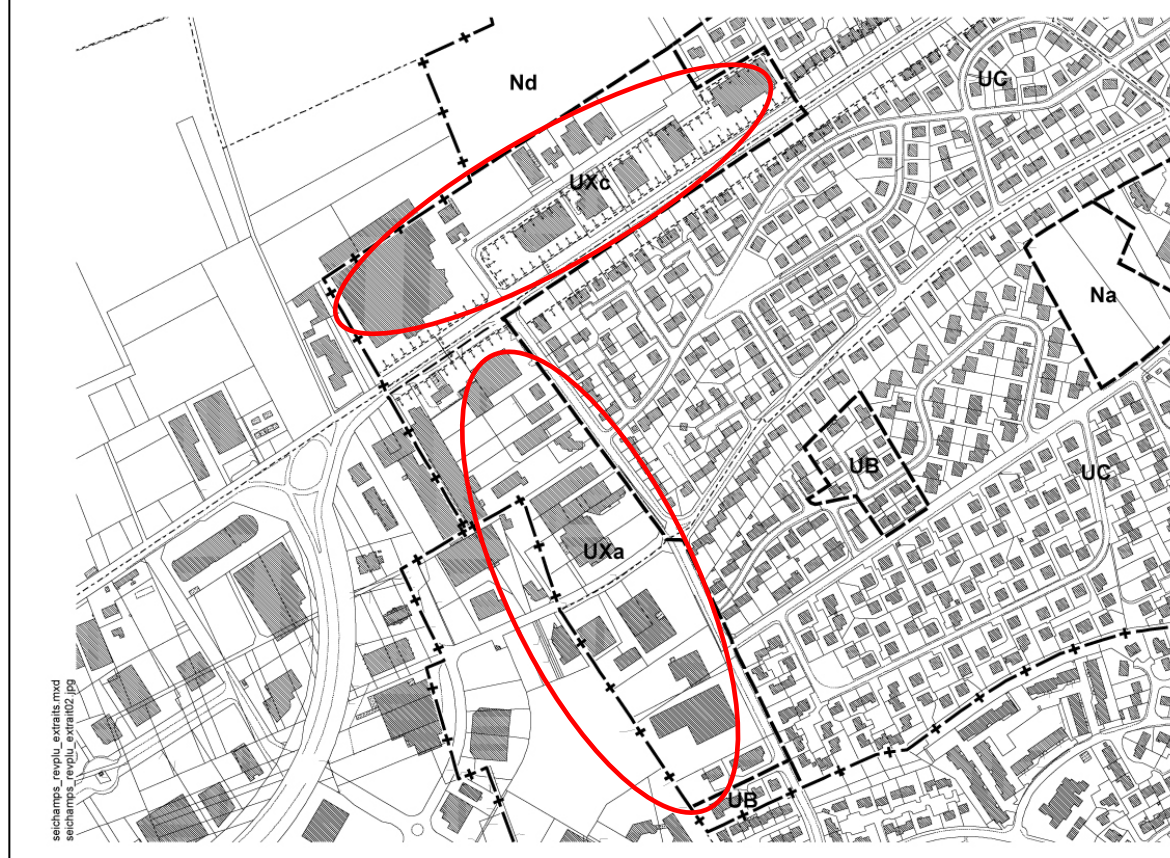 Nd
UC
UXc
Na
UB
UC
UXa
UB
seichamps_revplu_extraits.mxd
seichamps_revplu_extrait02.jpg